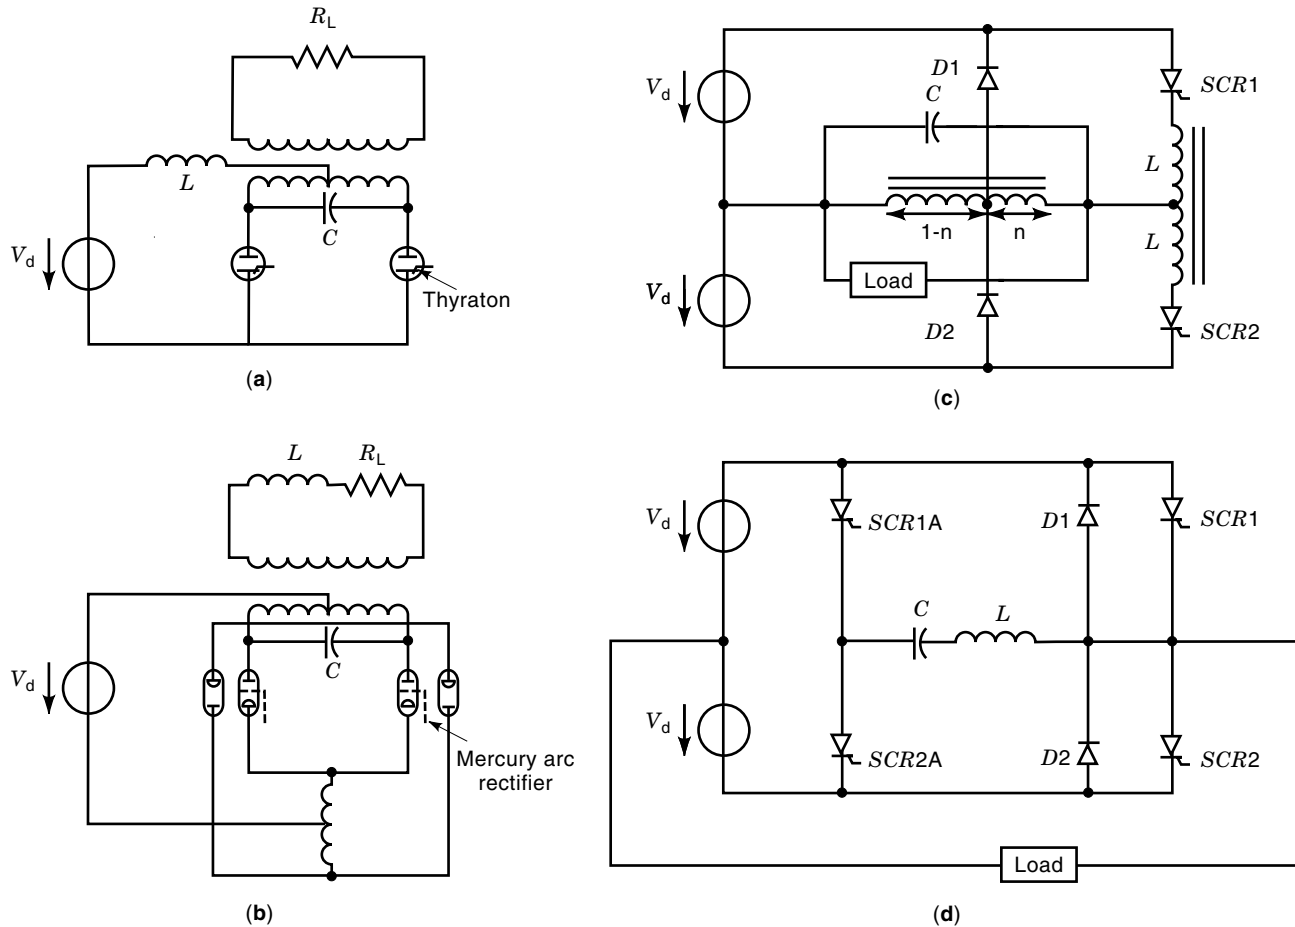 R_L
L
C
V_d
Thyraton
(a)
V_d
D1
C
SCR1
L
1-n
n
L
V_d
Load
D2
SCR2
(c)
L
R_L
C
V_d
Mercury arc
rectifier
(b)
V_d
SCR1A
D1
SCR1
C
L
V_d
SCR2A
D2
SCR2
Load
(d)